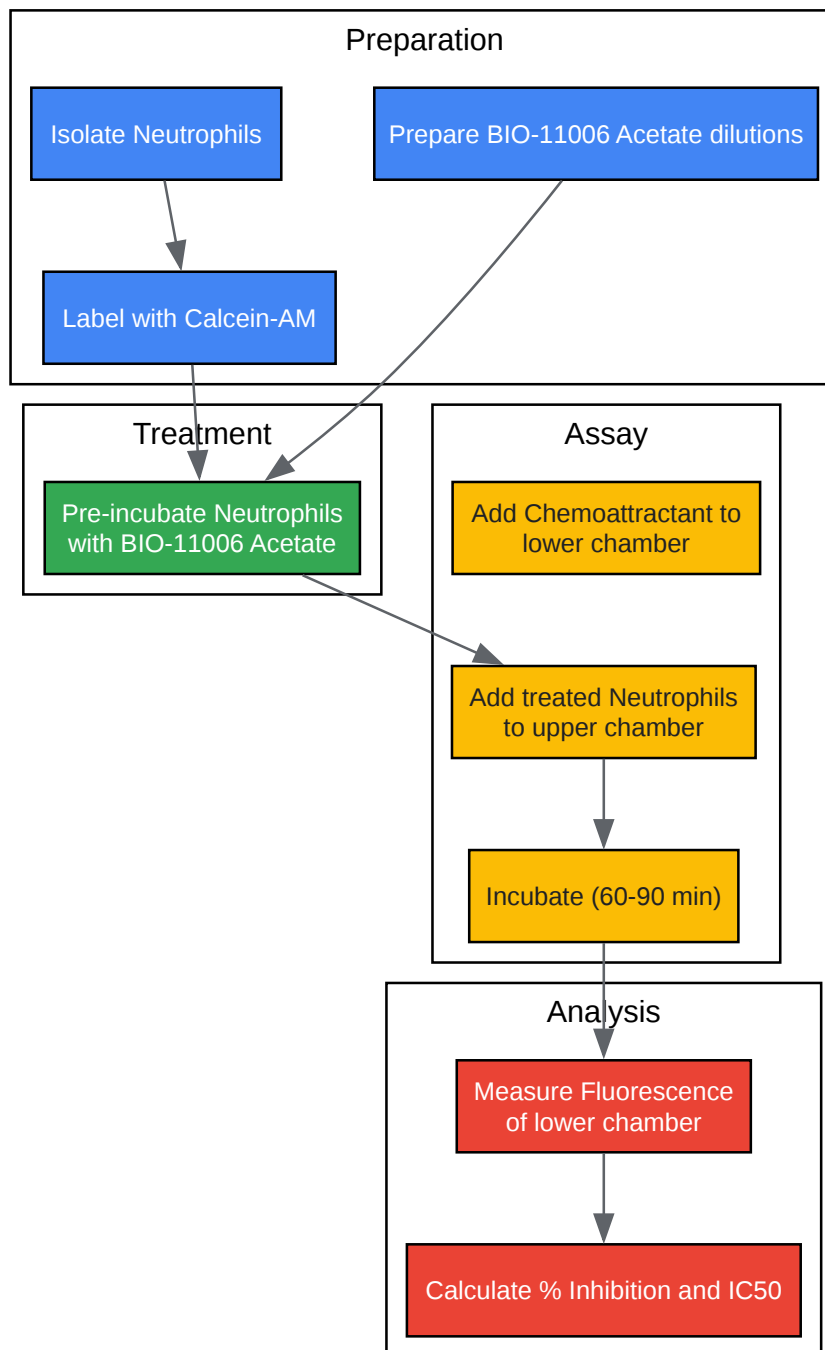 Preparation
Isolate Neutrophils
Prepare BIO-11006 Acetate dilutions
Label with Calcein-AM
Treatment
Pre-incubate Neutrophils
with BIO-11006 Acetate
Assay
Add Chemoattractant to
lower chamber
Add treated Neutrophils
to upper chamber
Incubate (60-90 min)
Analysis
Measure Fluorescence
of lower chamber
Calculate % Inhibition and IC50